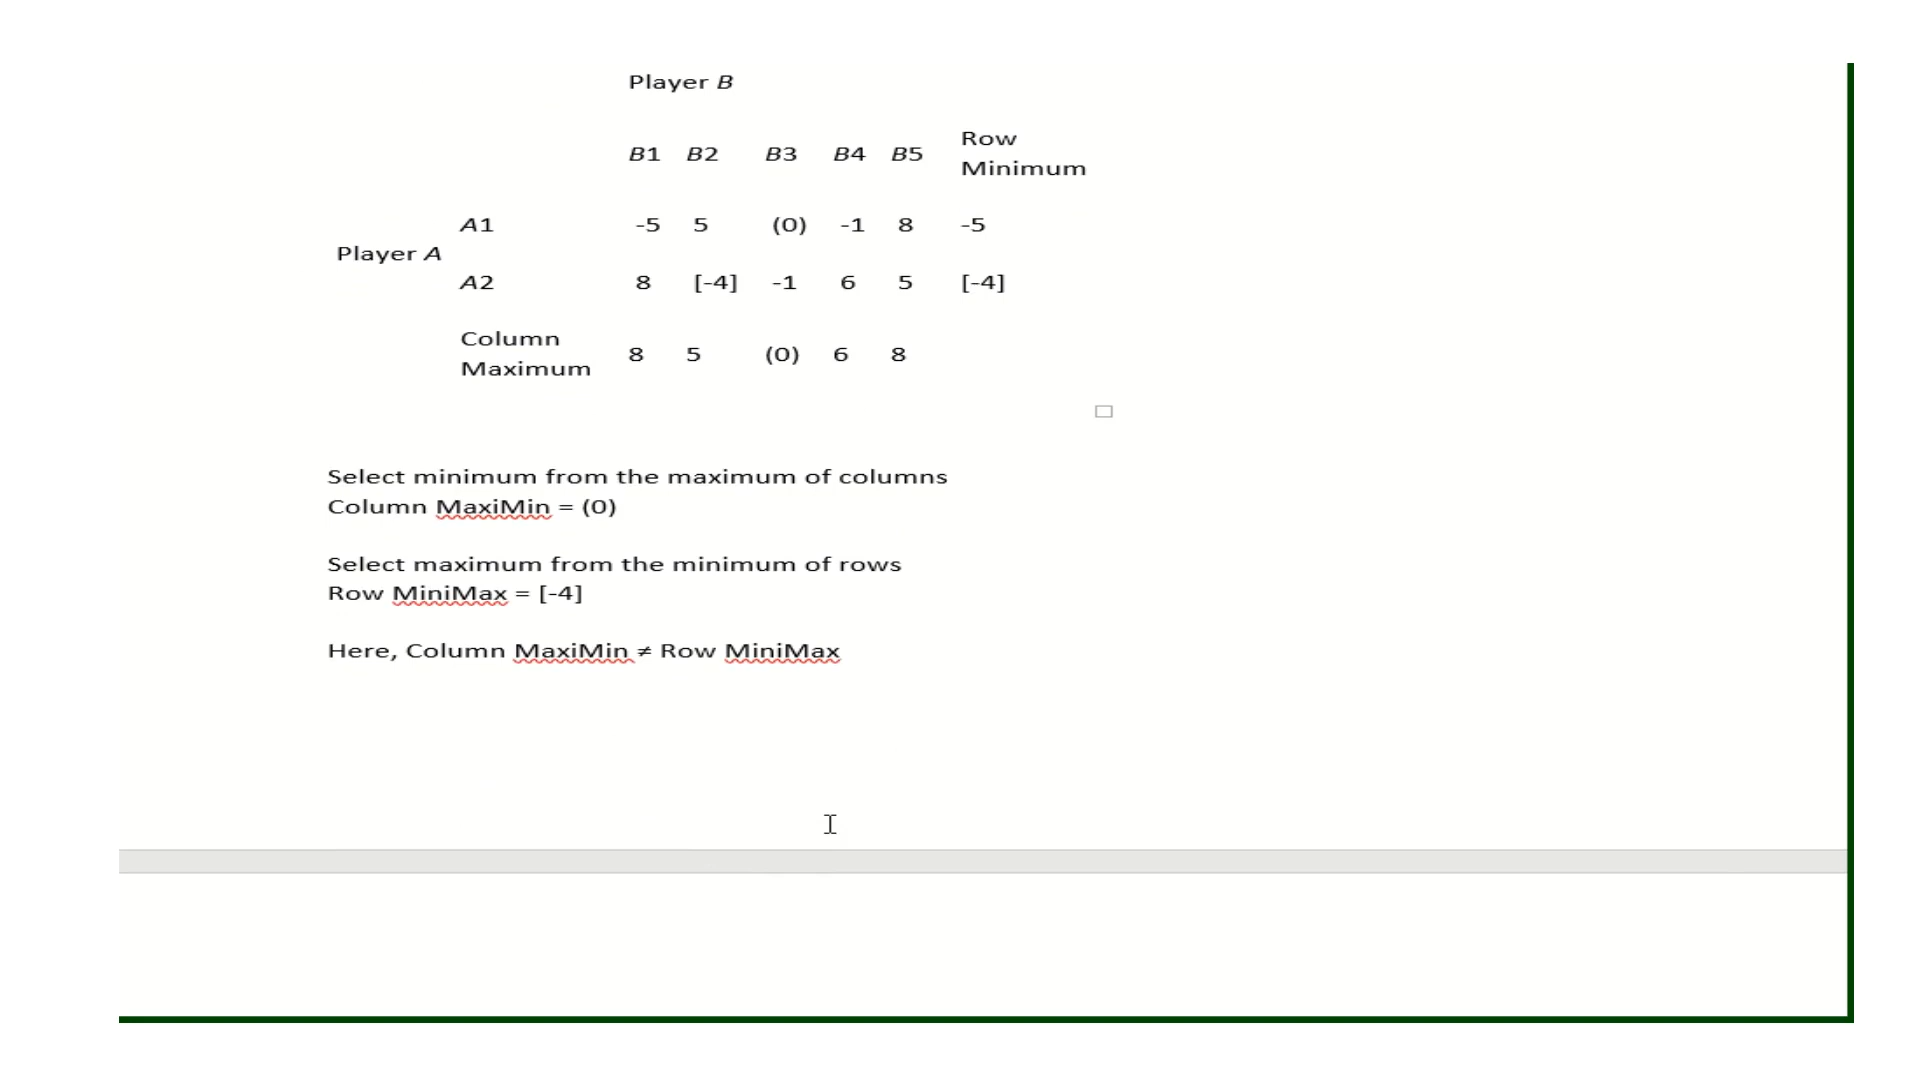 Player B
B1 B2 B3 B4 B5 Row Minimum
A1 -5 5 (0) -1 8 -5
Player A
A2 8 [-4] -1 6 5 [-4]
Column Maximum 8 5 (0) 6 8
Select minimum from the maximum of columns
Column MaxiMin = (0)
Select maximum from the minimum of rows
Row MiniMax = [-4]
Here, Column MaxiMin ≠ Row MiniMax